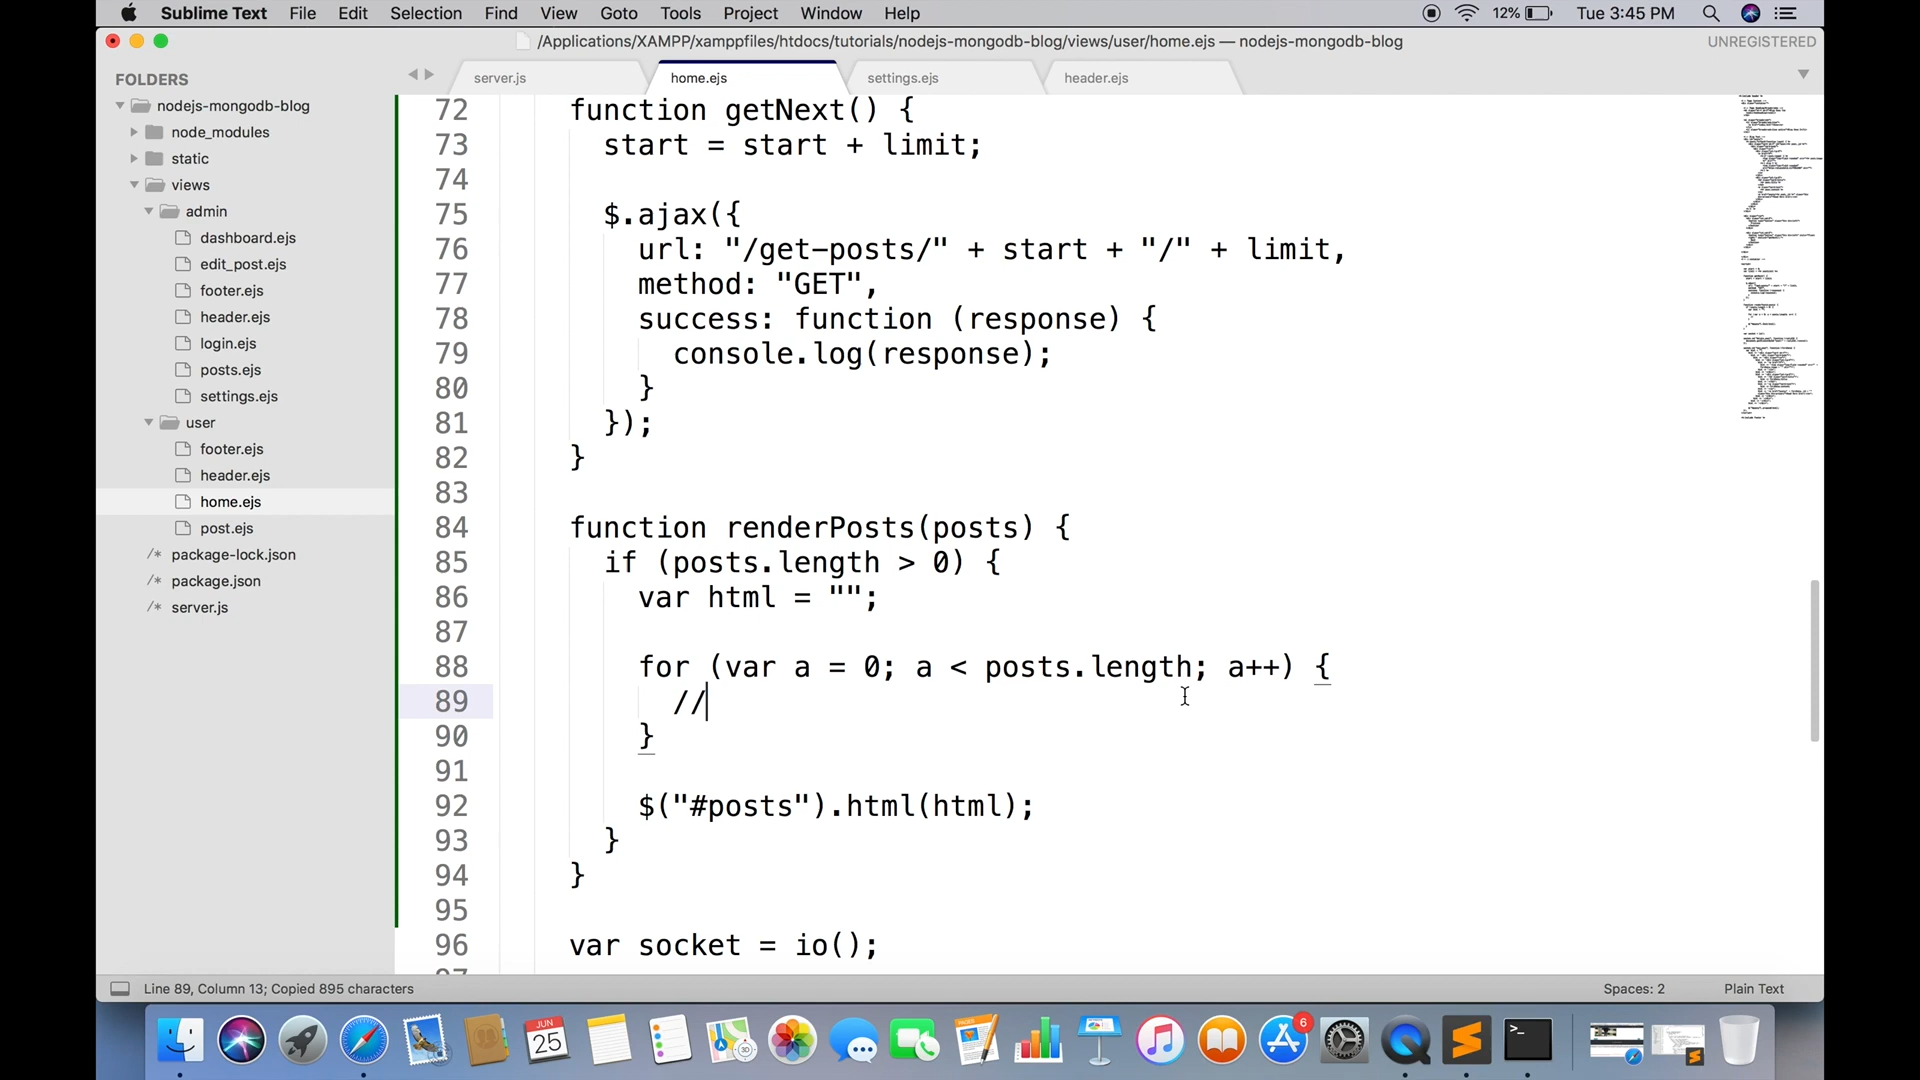 Sublime Text File Edit Selection Find View Goto Tools Project Window Help 12% Tue 3:45 PM
/Applications/XAMPP/xamppfiles/htdocs/tutorials/nodejs-mongodb-blog/views/user/home.ejs — nodejs-mongodb-blog UNREGISTERED
FOLDERS
nodejs-mongodb-blog
node_modules
static
views
admin
dashboard.ejs
edit_post.ejs
footer.ejs
header.ejs
login.ejs
posts.ejs
settings.ejs
user
footer.ejs
header.ejs
home.ejs
post.ejs
/* package-lock.json
/* package.json
/* server.js
server.js home.ejs settings.ejs header.ejs
72 function getNext() {
73 start = start + limit;
74
75 $.ajax({
76 url: "/get-posts/" + start + "/" + limit,
77 method: "GET",
78 success: function (response) {
79 console.log(response);
80 }
81 });
82 }
83
84 function renderPosts(posts) {
85 if (posts.length > 0) {
86 var html = "";
87
88 for (var a = 0; a < posts.length; a++) {
89 //
90 }
91
92 $("#posts").html(html);
93 }
94 }
95
96 var socket = io();
Line 89, Column 13; Copied 895 characters Spaces: 2 Plain Text
JUN
25
6